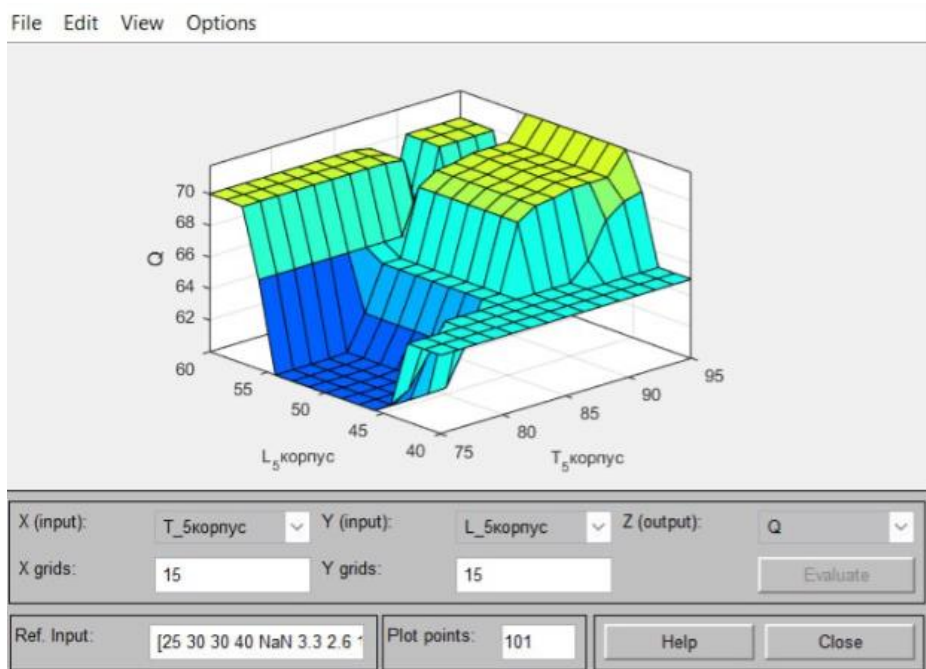 File Edit View Options
70
68
66
64
62
60
Q
55
50
45
40
75
80
85
90
95
L_5корпус
T_5корпус
X (input): T_5корпус Y (input): L_5корпус Z (output): Q
X grids: 15 Y grids: 15 Evaluate
Ref. Input: [25 30 30 40 NaN 3.3 2.6 Plot points: 101 Help Close